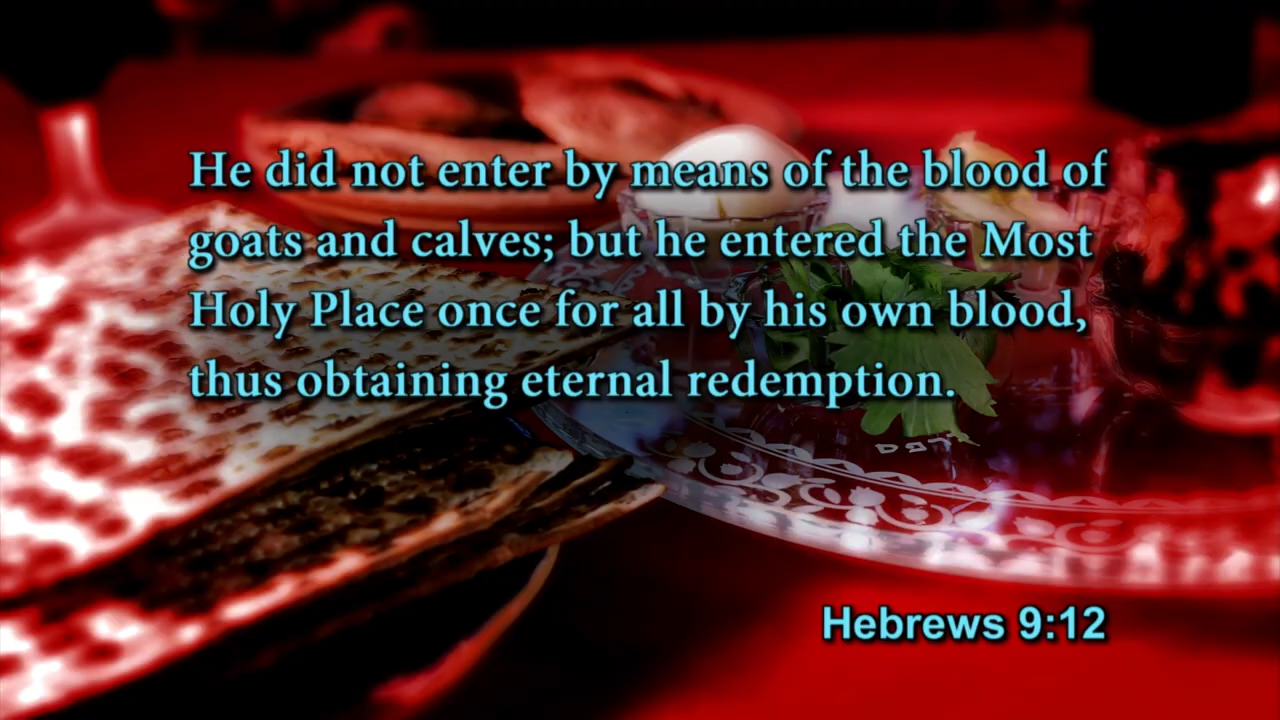 He did not enter by means of the blood of
goats and calves; but he entered the Most
Holy Place once for all by his own blood,
thus obtaining eternal redemption.
פסח
Hebrews 9:12